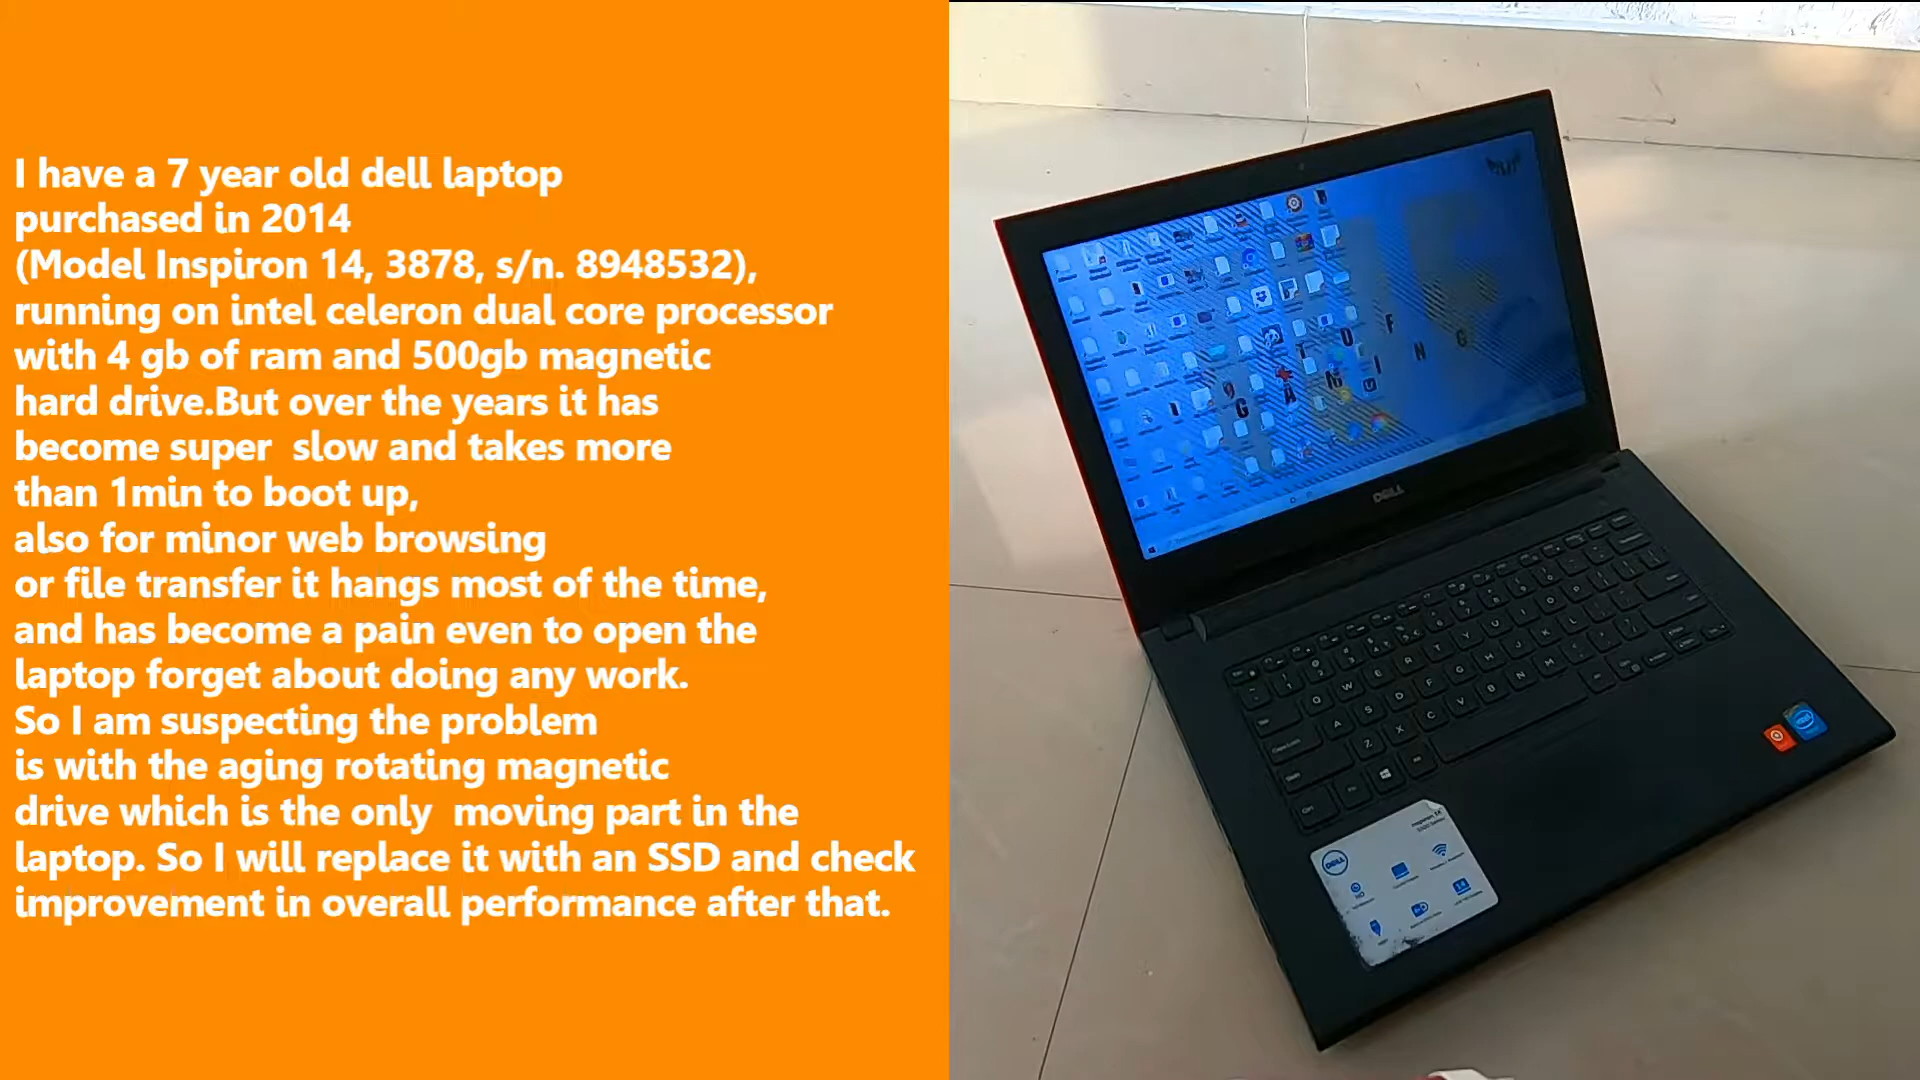 I have a 7 year old dell laptop
purchased in 2014
(Model Inspiron 14, 3878, s/n. 8948532),
running on intel celeron dual core processor
with 4 gb of ram and 500gb magnetic
hard drive.But over the years it has
become super  slow and takes more
than 1min to boot up,
also for minor web browsing
or file transfer it hangs most of the time,
and has become a pain even to open the
laptop forget about doing any work.
So I am suspecting the problem
is with the aging rotating magnetic
drive which is the only  moving part in the
laptop. So I will replace it with an SSD and check
improvement in overall performance after that.
DELL
Q W E R T Y U I O P
A S D F G H J K L
Z X C V B N M
DELL